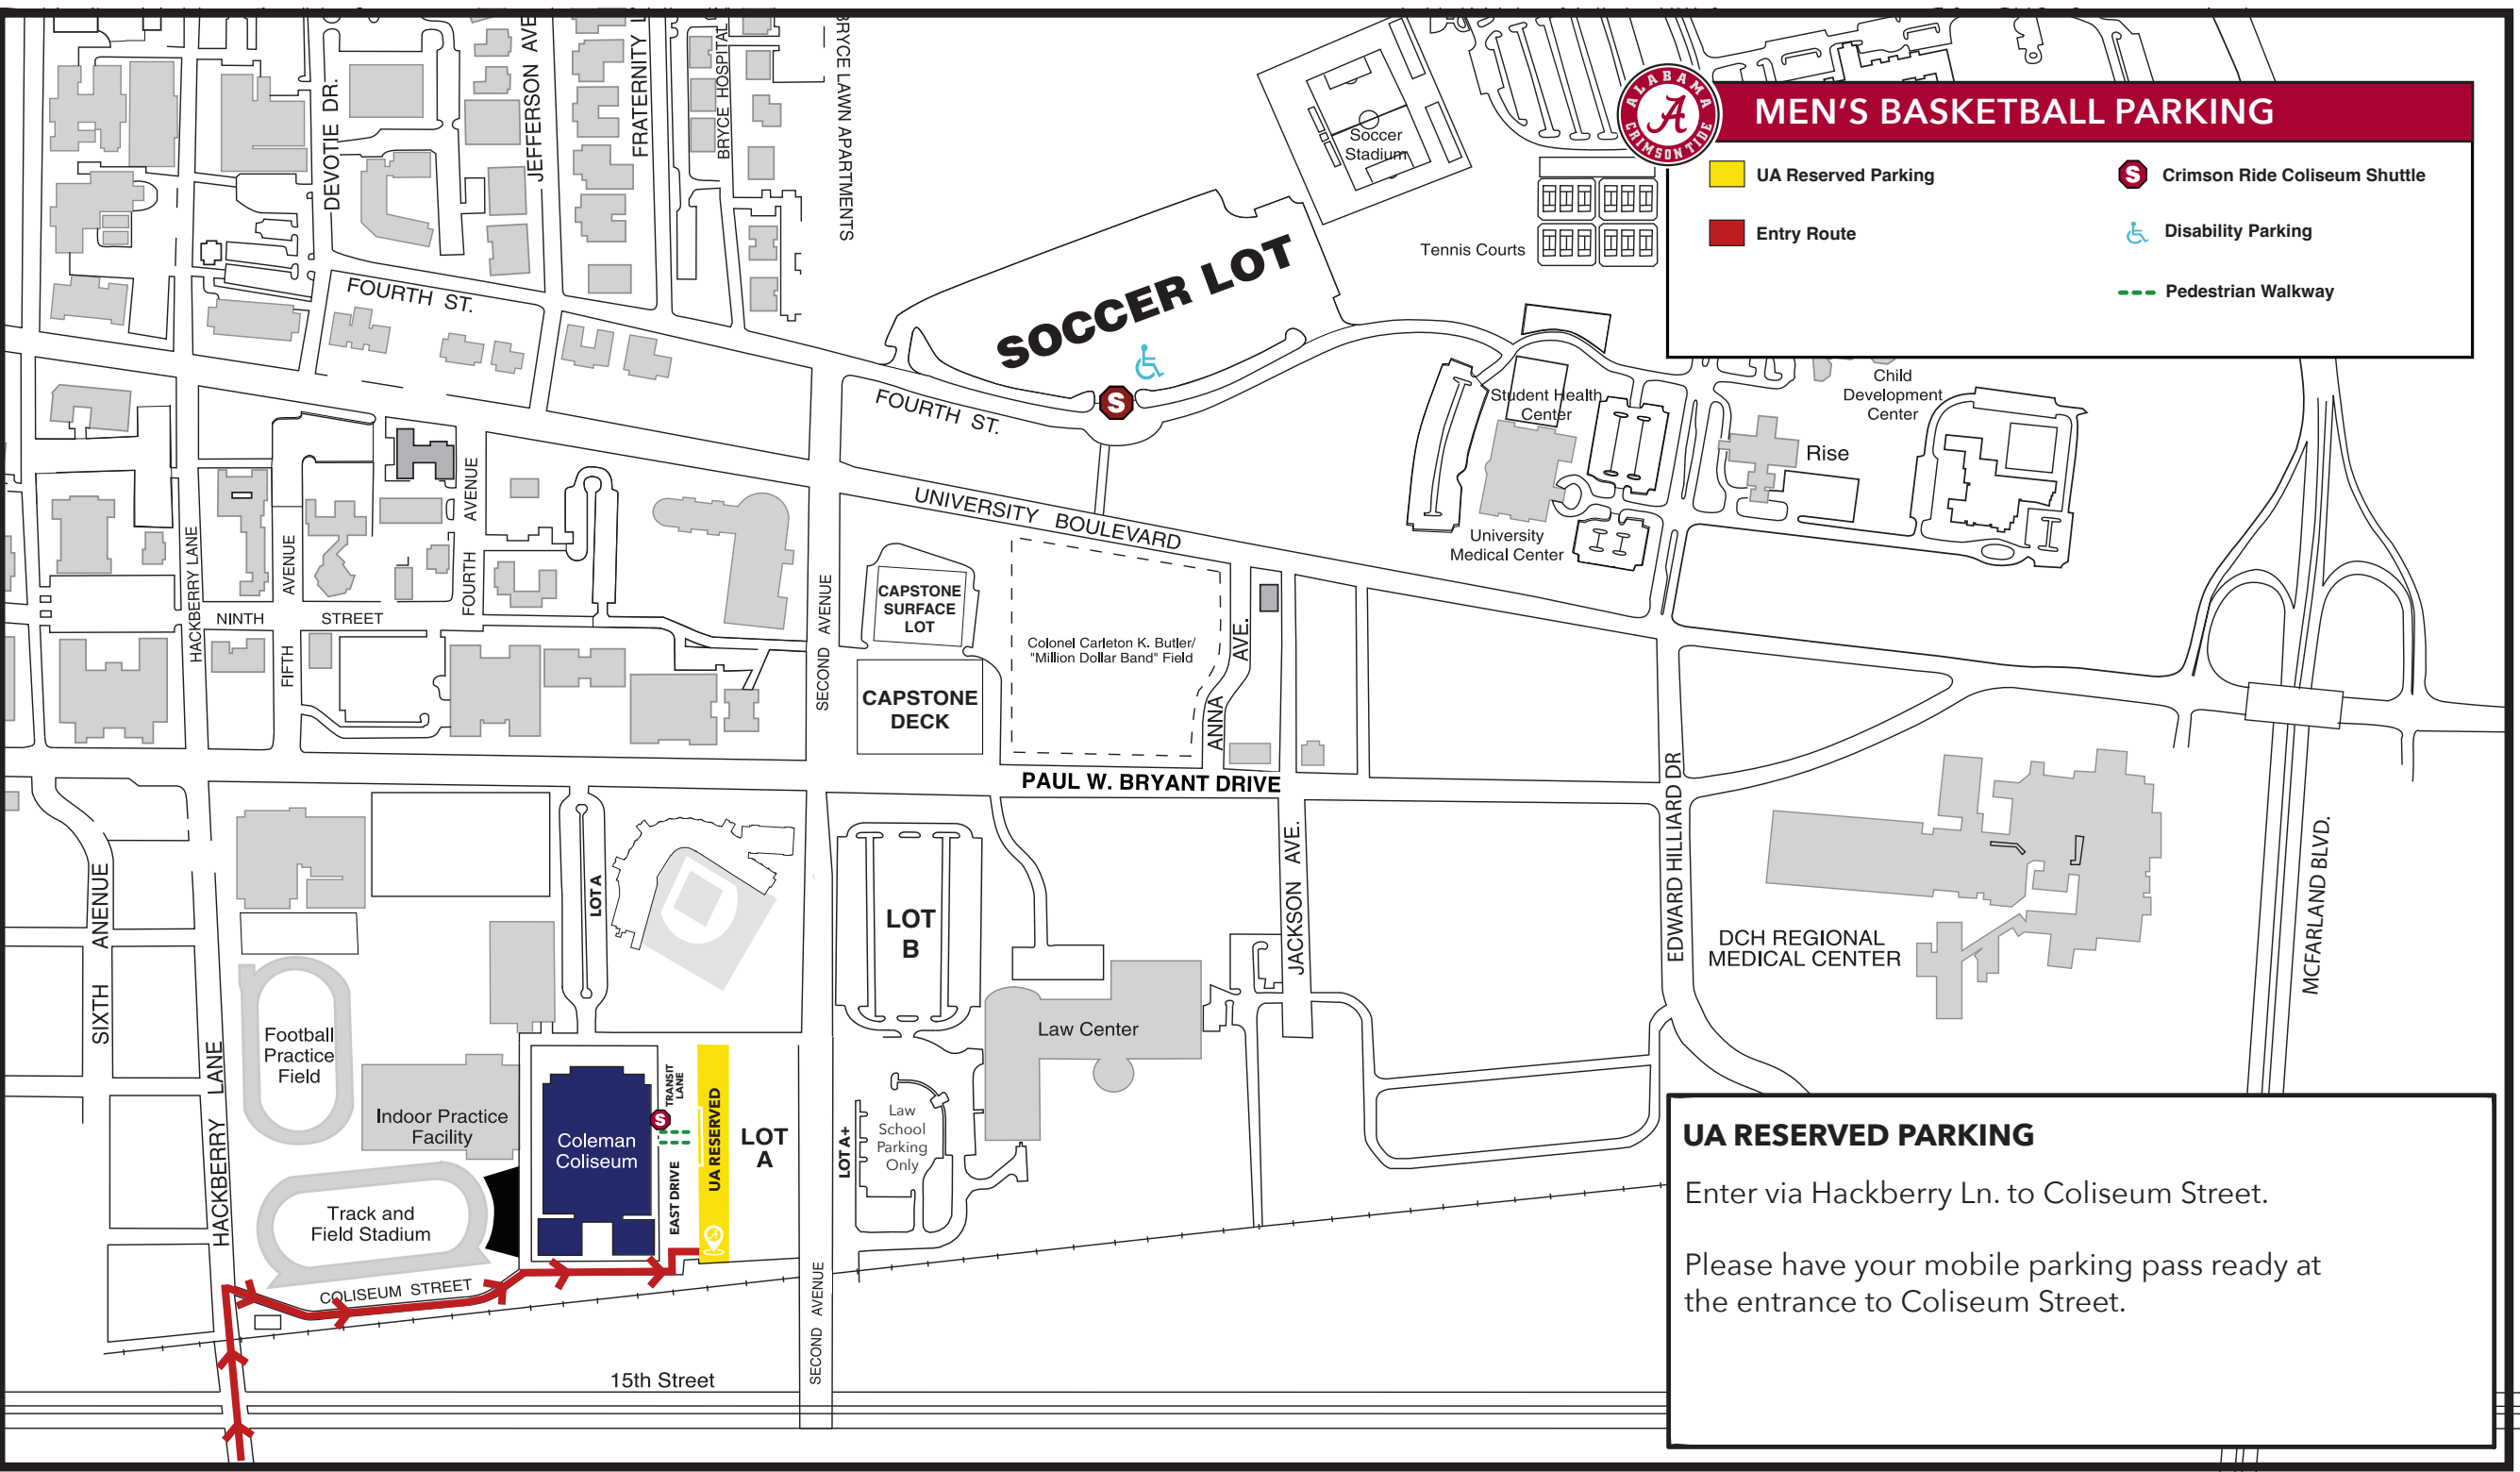 DEVOTIE DR.
JEFFERSON AVE
FRATERNITY
BRYCE HOSPITAL
BRYCE LAWN APARTMENTS
Soccer
Stadium
ALABAMA
A
CRIMSON TIDE
MEN'S BASKETBALL PARKING
UA Reserved Parking
S
Crimson Ride Coliseum Shuttle
Entry Route
Disability Parking
Pedestrian Walkway
Tennis Courts
SOCCER LOT
FOURTH ST.
S
FOURTH ST.
Student Health
Center
Child
Development
Center
Rise
UNIVERSITY BOULEVARD
University
Medical Center
HACKBERRY LANE
FIFTH AVENUE
FOURTH AVENUE
NINTH STREET
SECOND AVENUE
CAPSTONE
SURFACE
LOT
Colonel Carleton K. Butler/
"Million Dollar Band" Field
ANNA AVE.
CAPSTONE
DECK
PAUL W. BRYANT DRIVE
EDWARD HILLIARD DR
MCFARLAND BLVD.
SIXTH ANENUE
LOT A
LOT
B
JACKSON AVE.
DCH REGIONAL
MEDICAL CENTER
Football
Practice
Field
HACKBERRY LANE
Law Center
Indoor Practice
Facility
Coleman
Coliseum
TRANSIT
LANE
S
EAST DRIVE
UA RESERVED
LOT
A
LOT A+
Law
School
Parking
Only
Track and
Field Stadium
COLISEUM STREET
SECOND AVENUE
15th Street
UA RESERVED PARKING
Enter via Hackberry Ln. to Coliseum Street.
Please have your mobile parking pass ready at
the entrance to Coliseum Street.